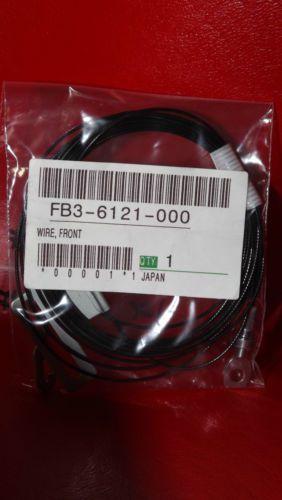 FB3-6121-000
WIRE, FRONT
QTY 1
*00001*1 JAPAN